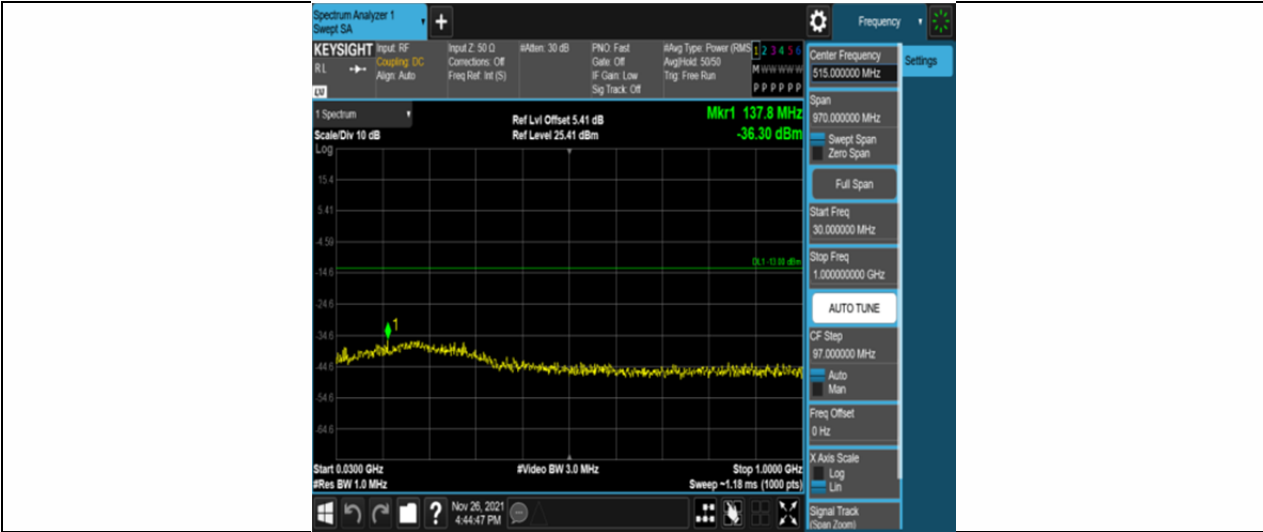 Spectrum Analyzer 1
Swept SA
+
Frequency
KEYSIGHT
RL
LV
Input: RF
Coupling: DC
Align: Auto
Input Z: 50 Ω
Corrections: Off
Freq Ref: Int (S)
#Atten: 30 dB
PNO: Fast
Gate: Off
IF Gain: Low
Sig Track: Off
#Avg Type: Power (RMS
Avg|Hold: 50/50
Trig: Free Run
1 2 3 4 5 6
M W W W W W
P P P P P P
Center Frequency
515.000000 MHz
Settings
Span
970.000000 MHz
Swept Span
Zero Span
Full Span
Start Freq
30.000000 MHz
Stop Freq
1.000000000 GHz
AUTO TUNE
CF Step
97.000000 MHz
Auto
Man
Freq Offset
0 Hz
X Axis Scale
Log
Lin
Signal Track
(Span Zoom)
1 Spectrum
Scale/Div 10 dB
Log
Ref Lvl Offset 5.41 dB
Ref Level 25.41 dBm
Mkr1 137.8 MHz
-36.30 dBm
15.4
5.41
-4.59
DL1 -13.00 dBm
-14.6
-24.6
1
-34.6
-44.6
-54.6
-64.6
Start 0.0300 GHz
#Video BW 3.0 MHz
Stop 1.0000 GHz
#Res BW 1.0 MHz
Sweep ~1.18 ms (1000 pts)
?
Nov 26, 2021
4:44:47 PM